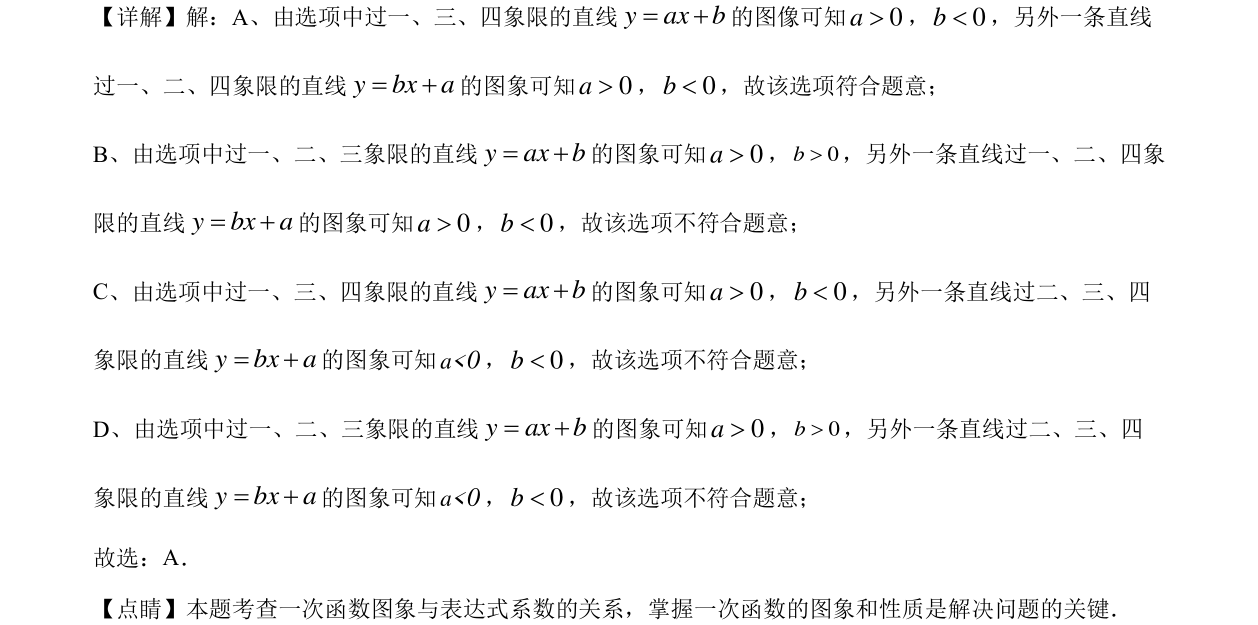 【详解】解：A、由选项中过一、三、四象限的直线 y＝ax+b 的图像可知 a＞0，b＜0，另外一条直线
过一、二、四象限的直线 y＝bx+a 的图象可知 a＞0，b＜0，故该选项符合题意；
B、由选项中过一、二、三象限的直线 y＝ax+b 的图象可知 a＞0，b＞0，另外一条直线过一、二、四象
限的直线 y＝bx+a 的图象可知 a＞0，b＜0，故该选项不符合题意；
C、由选项中过一、三、四象限的直线 y＝ax+b 的图象可知 a＞0，b＜0，另外一条直线过二、三、四
象限的直线 y＝bx+a 的图象可知 a<0，b＜0，故该选项不符合题意；
D、由选项中过一、二、三象限的直线 y＝ax+b 的图象可知 a＞0，b＞0，另外一条直线过二、三、四
象限的直线 y＝bx+a 的图象可知 a<0，b＜0，故该选项不符合题意；
故选：A．
【点睛】本题考查一次函数图象与表达式系数的关系，掌握一次函数的图象和性质是解决问题的关键．